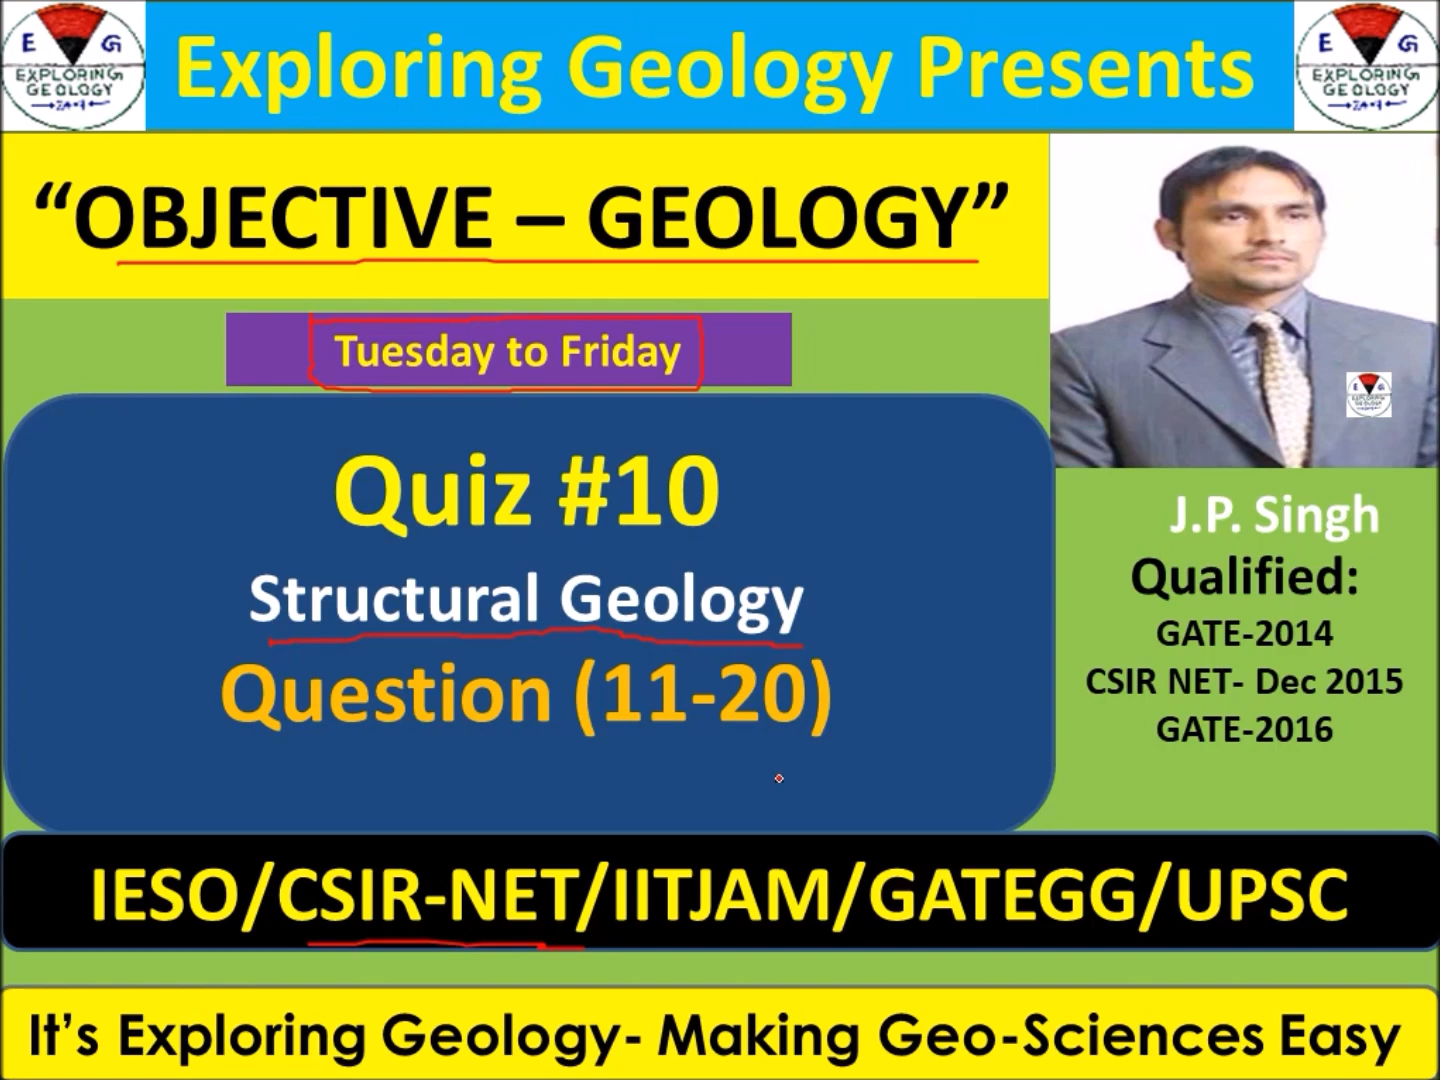 E G
EXPLORING
GEOLOGY
Exploring Geology Presents
E G
EXPLORING
GEOLOGY
“OBJECTIVE – GEOLOGY”
Tuesday to Friday
E G
EXPLORING
GEOLOGY
Quiz #10
Structural Geology
Question (11-20)
J.P. Singh
Qualified:
GATE-2014
CSIR NET- Dec 2015
GATE-2016
IESO/CSIR-NET/IITJAM/GATEGG/UPSC
It’s Exploring Geology- Making Geo-Sciences Easy